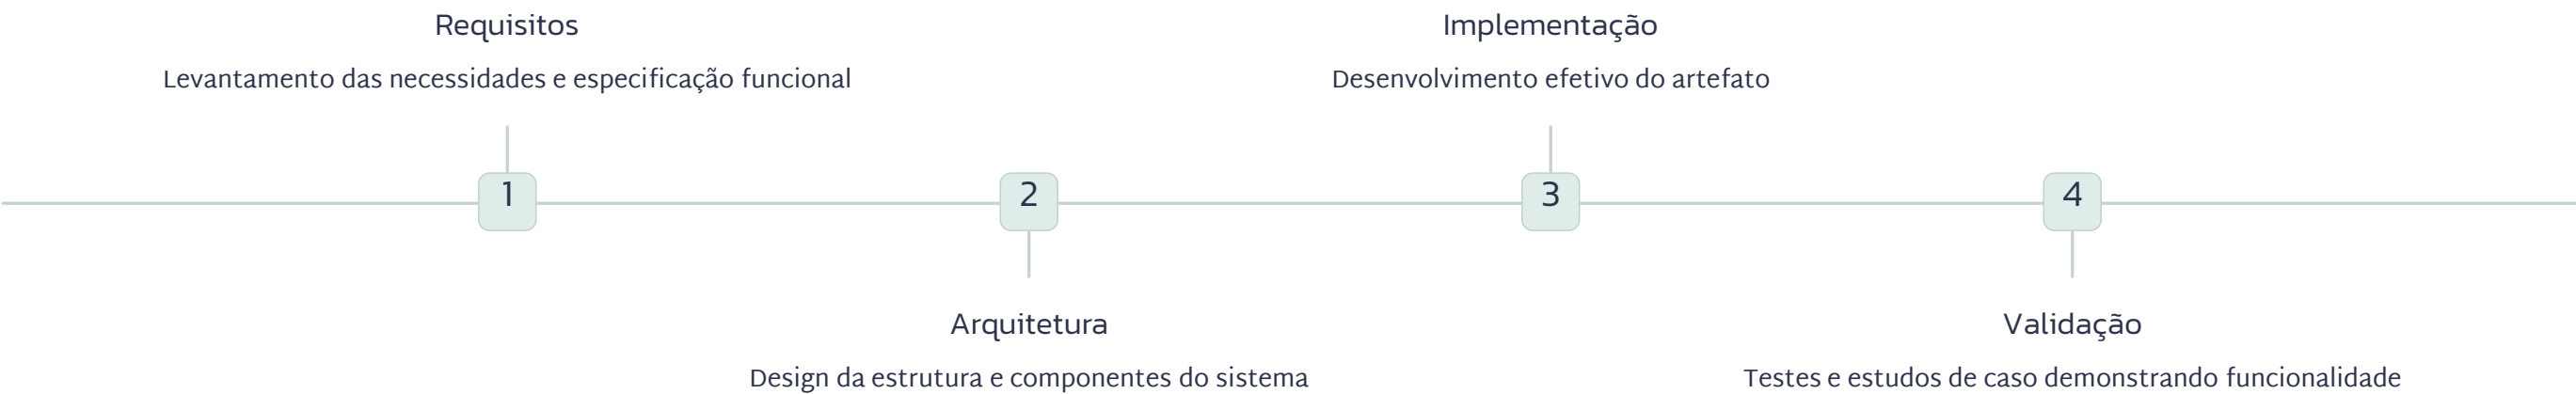 Requisitos
Levantamento das necessidades e especificação funcional
1
2
Arquitetura
Design da estrutura e componentes do sistema
Implementação
Desenvolvimento efetivo do artefato
3
4
Validação
Testes e estudos de caso demonstrando funcionalidade